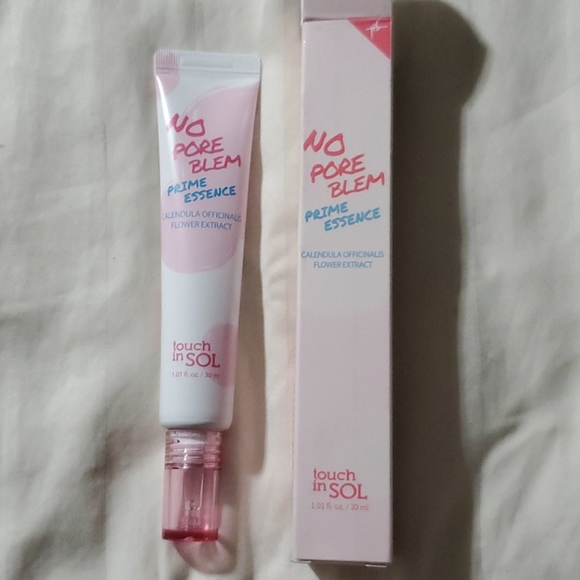 NO
PORE
BLEM
PRIME
ESSENCE
CALENDULA OFFICINALIS
FLOWER EXTRACT
touch
in SOL
1.01 fl. oz. / 30 ml
NO
PORE
BLEM
PRIME
ESSENCE
CALENDULA OFFICINALIS
FLOWER EXTRACT
touch
in SOL
1.01 fl. oz. / 30 ml